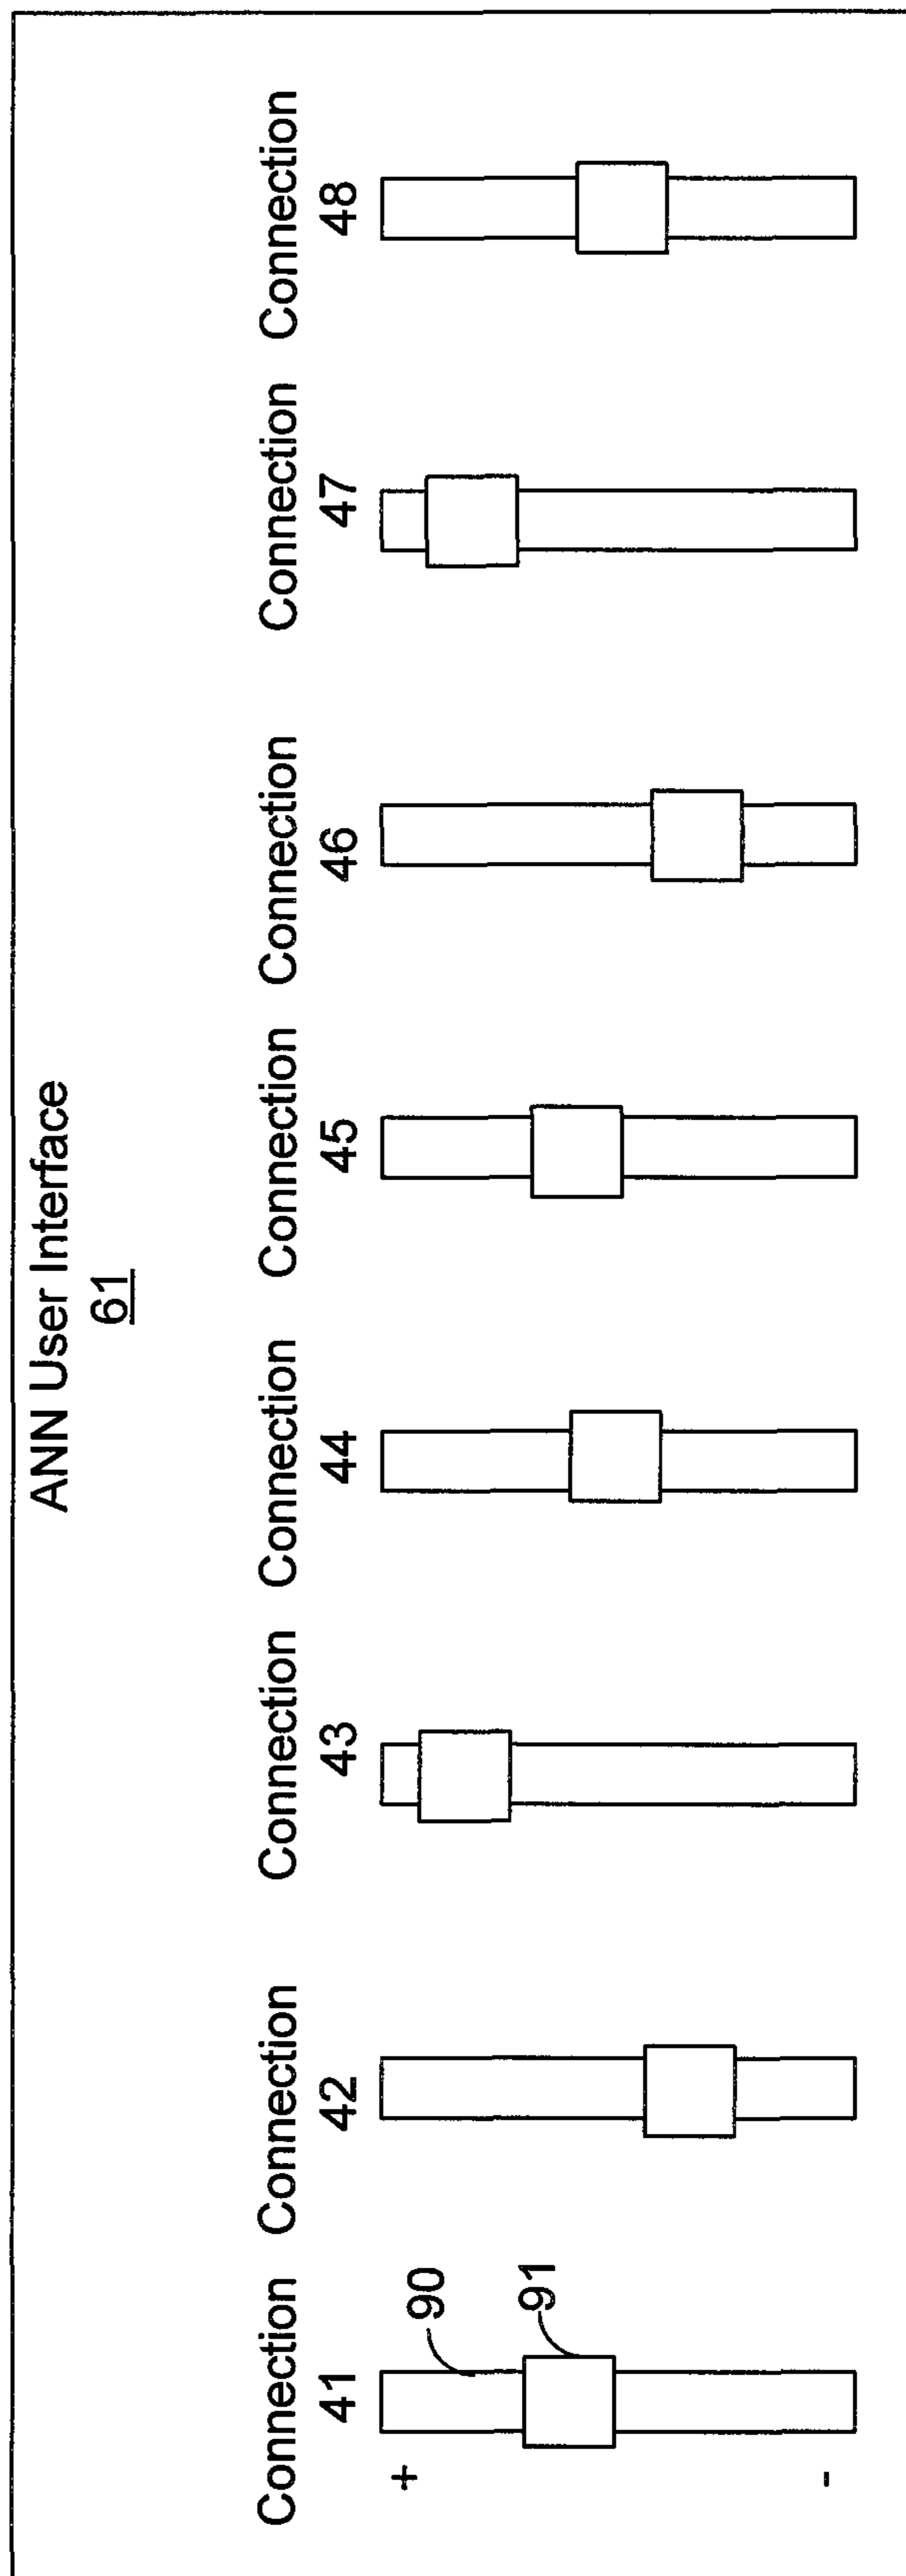 ANN User Interface
61
Connection Connection Connection Connection Connection Connection Connection Connection
41 42 43 44 45 46 47 48
+
90
91
-